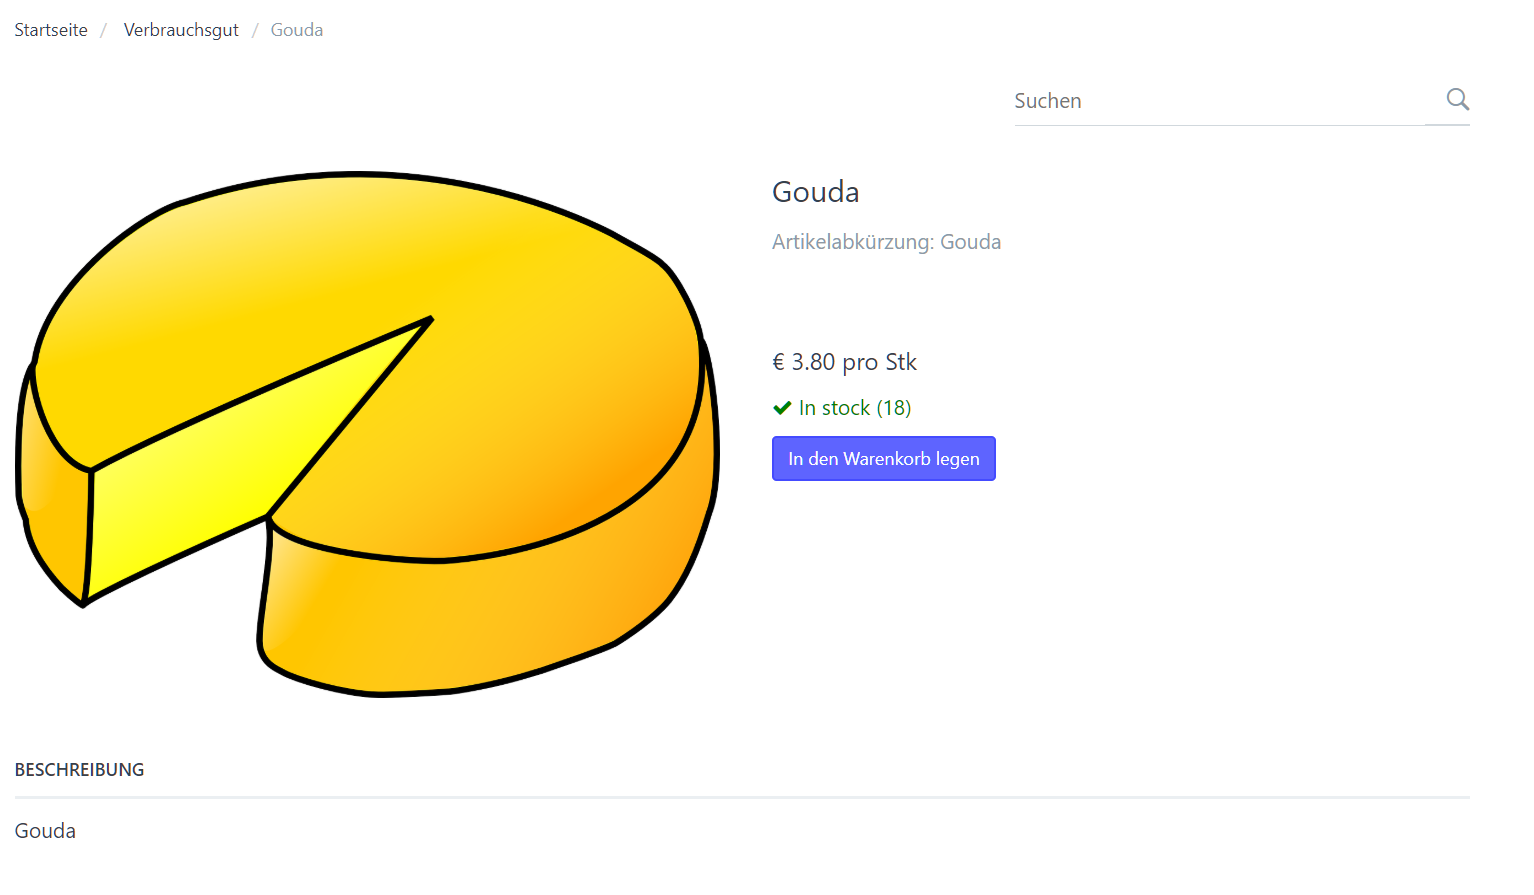 Startseite / Verbrauchsgut / Gouda
Suchen
Gouda
Artikelabkürzung: Gouda
€ 3.80 pro Stk
In stock (18)
In den Warenkorb legen
BESCHREIBUNG
Gouda